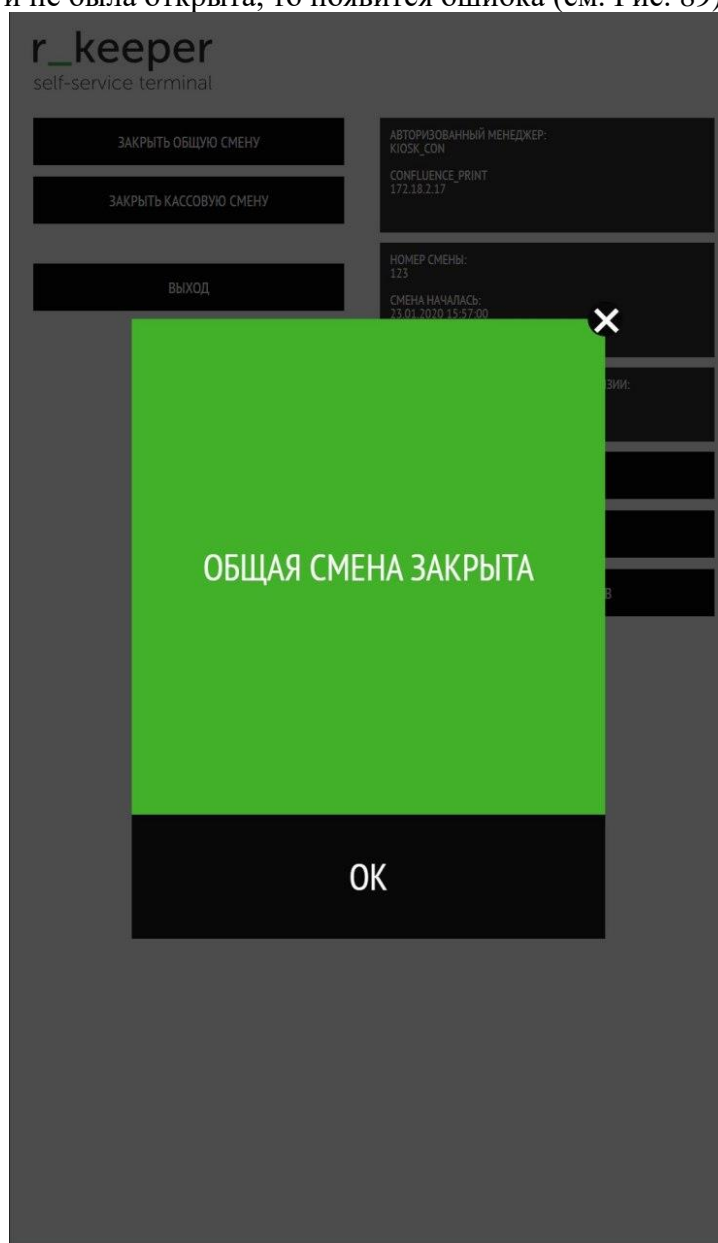 и не была открыта, то появится ошибка (см. Рис. 89)
r_keeper
self-service terminal
ЗАКРЫТЬ ОБЩУЮ СМЕНУ
ЗАКРЫТЬ КАССОВУЮ СМЕНУ
ВЫХОД
АВТОРИЗОВАННЫЙ МЕНЕДЖЕР:
KIOSK_CON
CONFLUENCE_PRINT
172.18.2.17
НОМЕР СМЕНЫ:
123
СМЕНА НАЧАЛАСЬ:
23.01.2020 15:57:00
ОБЩАЯ СМЕНА ЗАКРЫТА
ОК